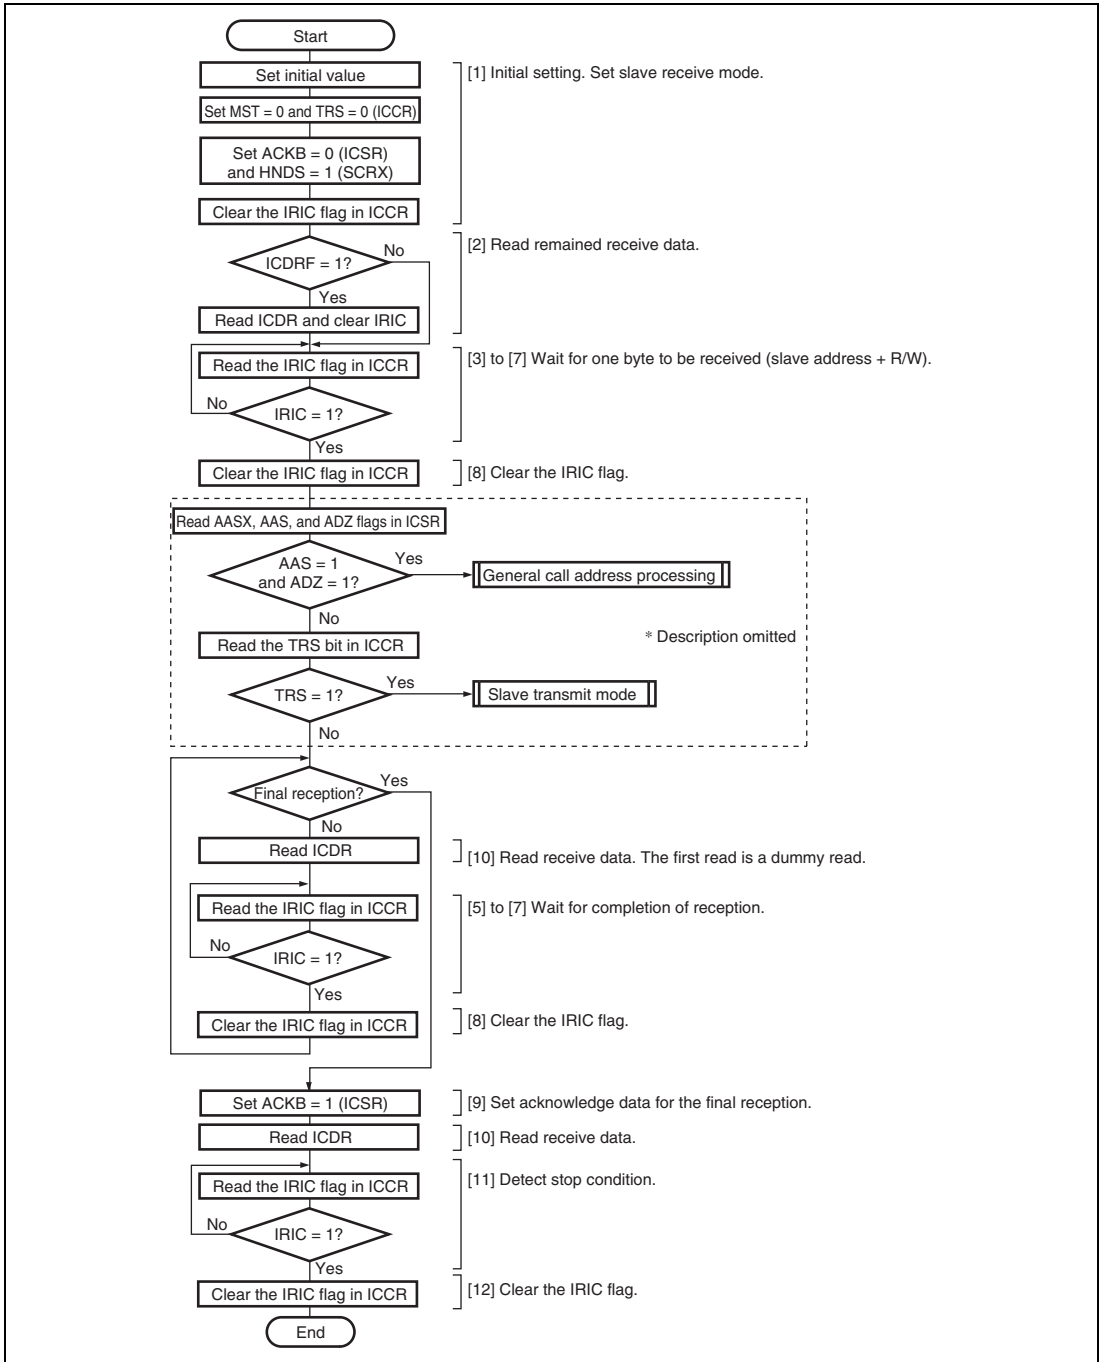 Start
Set initial value
[1] Initial setting. Set slave receive mode.
Set MST = 0 and TRS = 0 (ICCR)
Set ACKB = 0 (ICSR)
and HNDS = 1 (SCRX)
Clear the IRIC flag in ICCR
[2] Read remained receive data.
No
ICDRF = 1?
Yes
Read ICDR and clear IRIC
Read the IRIC flag in ICCR
[3] to [7] Wait for one byte to be received (slave address + R/W).
No
IRIC = 1?
Yes
Clear the IRIC flag in ICCR
[8] Clear the IRIC flag.
Read AASX, AAS, and ADZ flags in ICSR
AAS = 1
and ADZ = 1?
Yes
General call address processing
No
Read the TRS bit in ICCR
* Description omitted
TRS = 1?
Yes
Slave transmit mode
No
Final reception?
Yes
No
Read ICDR
[10] Read receive data. The first read is a dummy read.
Read the IRIC flag in ICCR
[5] to [7] Wait for completion of reception.
No
IRIC = 1?
Yes
Clear the IRIC flag in ICCR
[8] Clear the IRIC flag.
Set ACKB = 1 (ICSR)
[9] Set acknowledge data for the final reception.
Read ICDR
[10] Read receive data.
Read the IRIC flag in ICCR
[11] Detect stop condition.
No
IRIC = 1?
Yes
Clear the IRIC flag in ICCR
[12] Clear the IRIC flag.
End